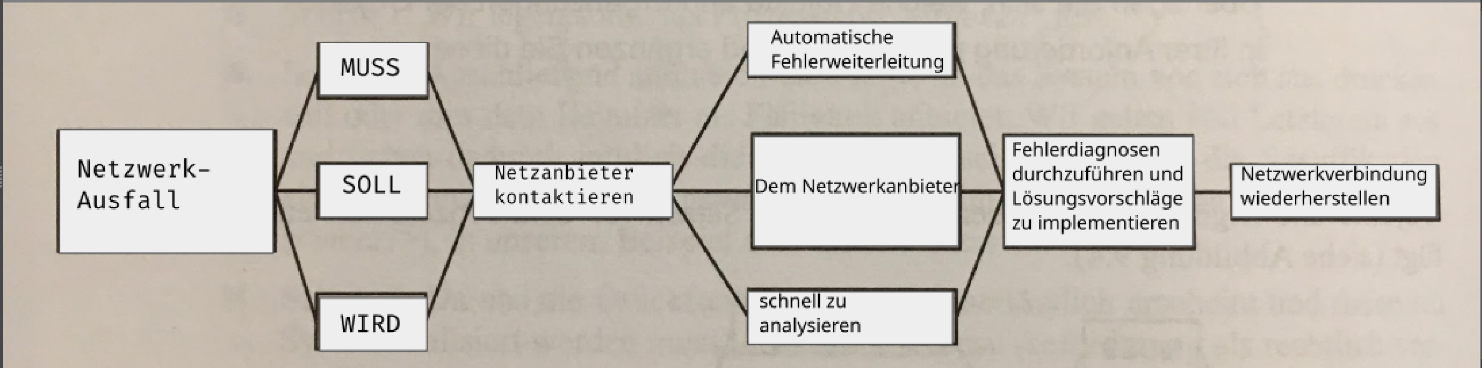 Netzwerk-
Ausfall
MUSS
SOLL
WIRD
Netzanbieter
kontaktieren
Automatische
Fehlerweiterleitung
Dem Netzwerkanbieter
schnell zu
analysieren
Fehlerdiagnosen
durchzuführen und
Lösungsvorschläge
zu implementieren
Netzwerkverbindung
wiederherstellen